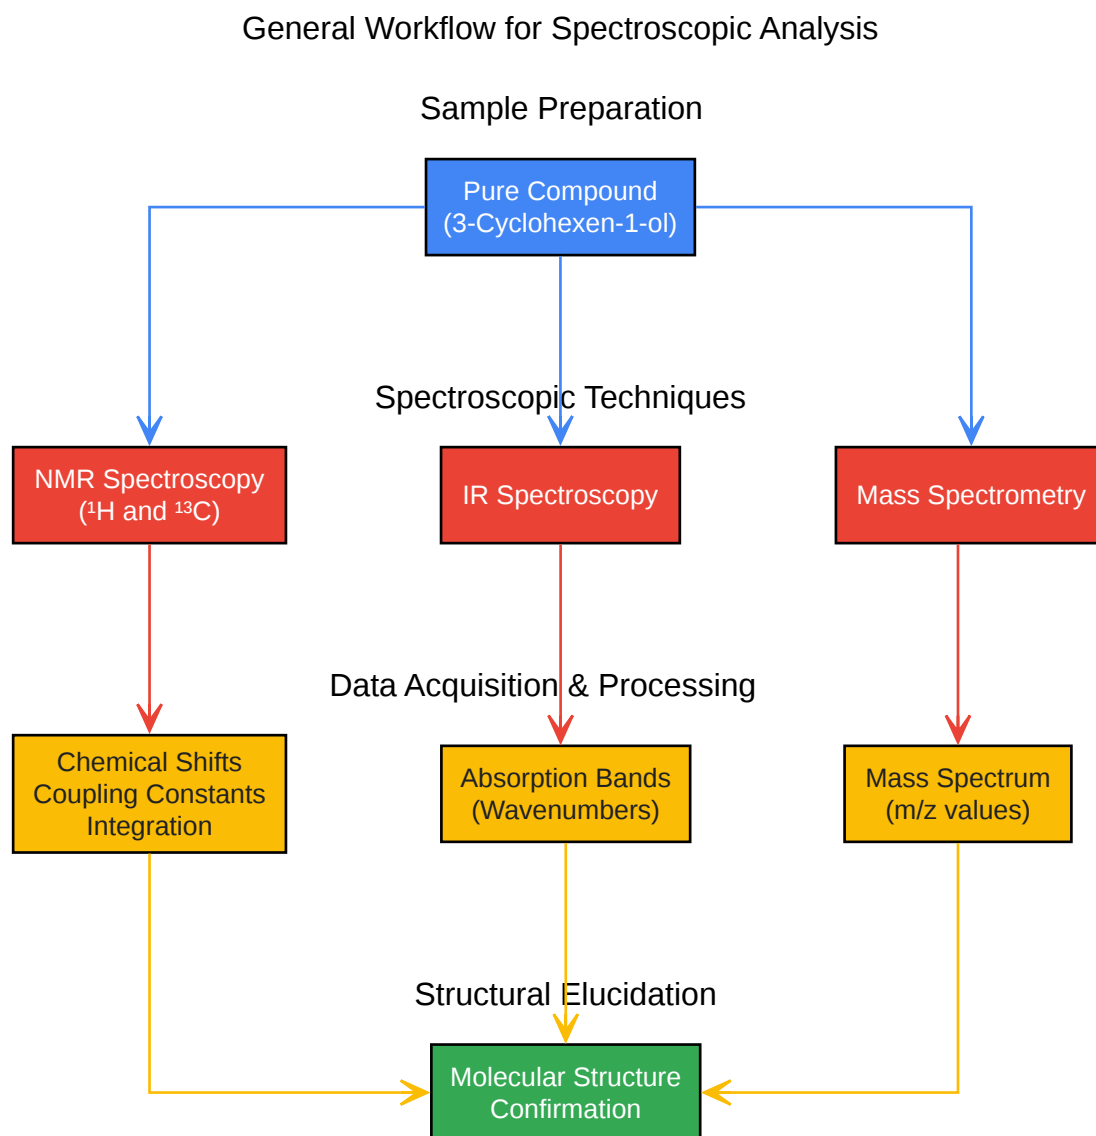 General Workflow for Spectroscopic Analysis
Sample Preparation
Pure Compound
(3-Cyclohexen-1-ol)
Spectroscopic Techniques
NMR Spectroscopy
(¹H and ¹³C)
IR Spectroscopy
Mass Spectrometry
Data Acquisition & Processing
Chemical Shifts
Coupling Constants
Integration
Absorption Bands
(Wavenumbers)
Mass Spectrum
(m/z values)
Structural Elucidation
Molecular Structure
Confirmation